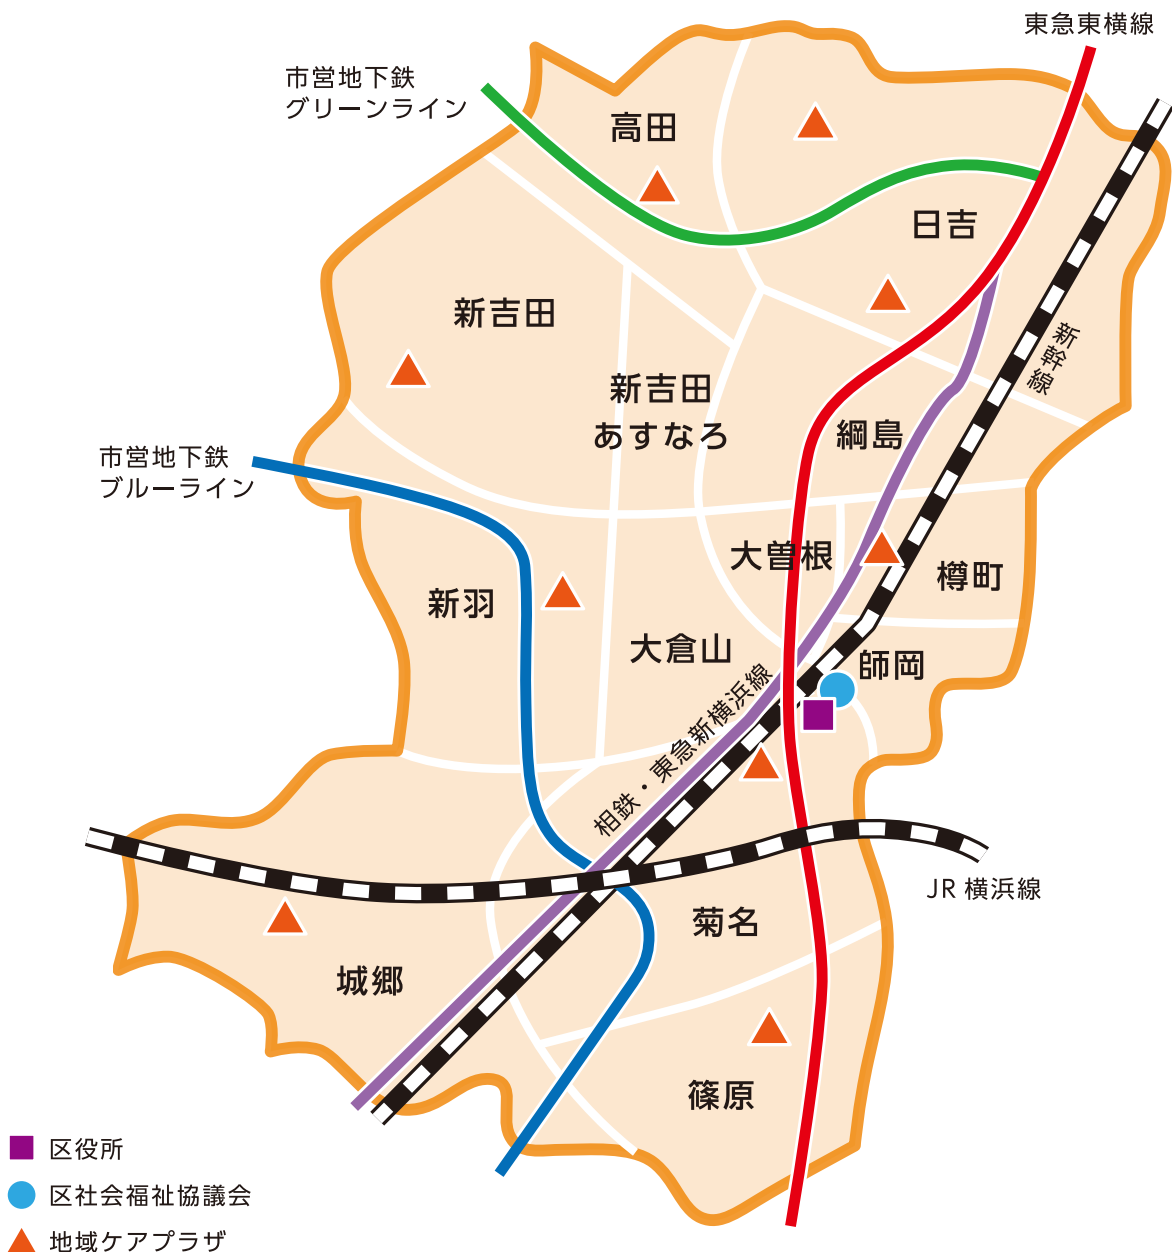 東急東横線
市営地下鉄
グリーンライン
高田
日吉
新吉田
新幹線
新吉田
あすなろ
綱島
市営地下鉄
ブルーライン
大曽根
樽町
新羽
大倉山
師岡
相鉄・東急新横浜線
JR 横浜線
菊名
城郷
篠原
区役所
区社会福祉協議会
地域ケアプラザ